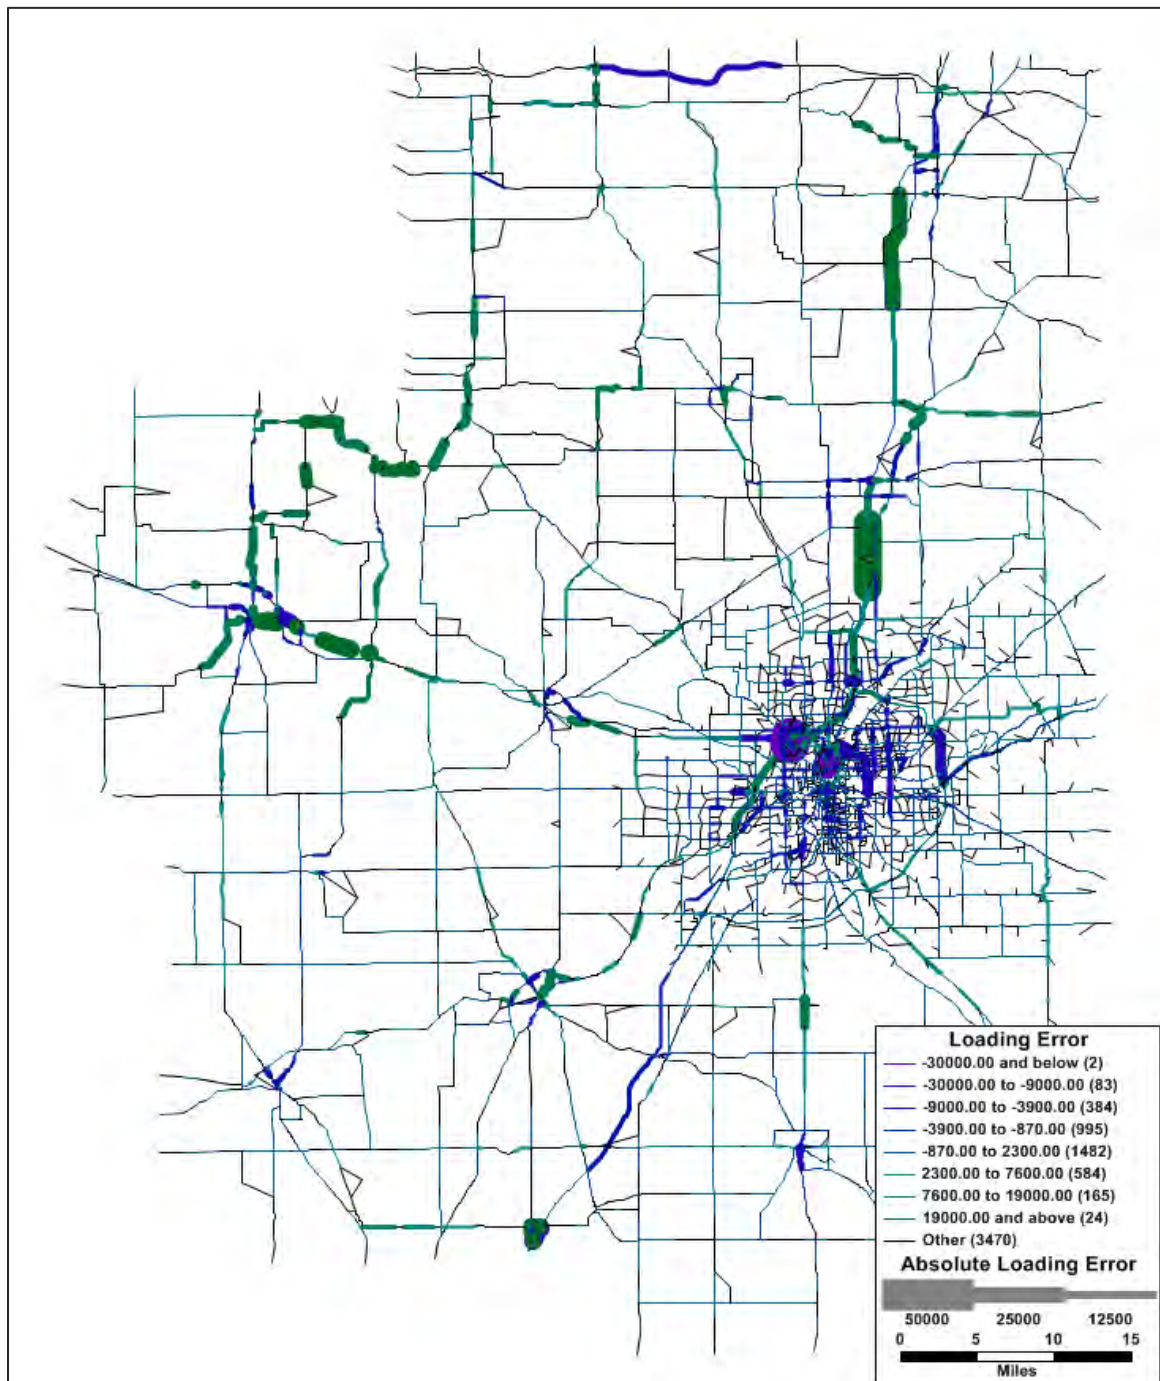 Loading Error
-30000.00 and below (2)
-30000.00 to -9000.00 (83)
-9000.00 to -3900.00 (384)
-3900.00 to -870.00 (995)
-870.00 to 2300.00 (1482)
2300.00 to 7600.00 (584)
7600.00 to 19000.00 (165)
19000.00 and above (24)
Other (3470)
Absolute Loading Error
50000 25000 12500
0 5 10 15
Miles